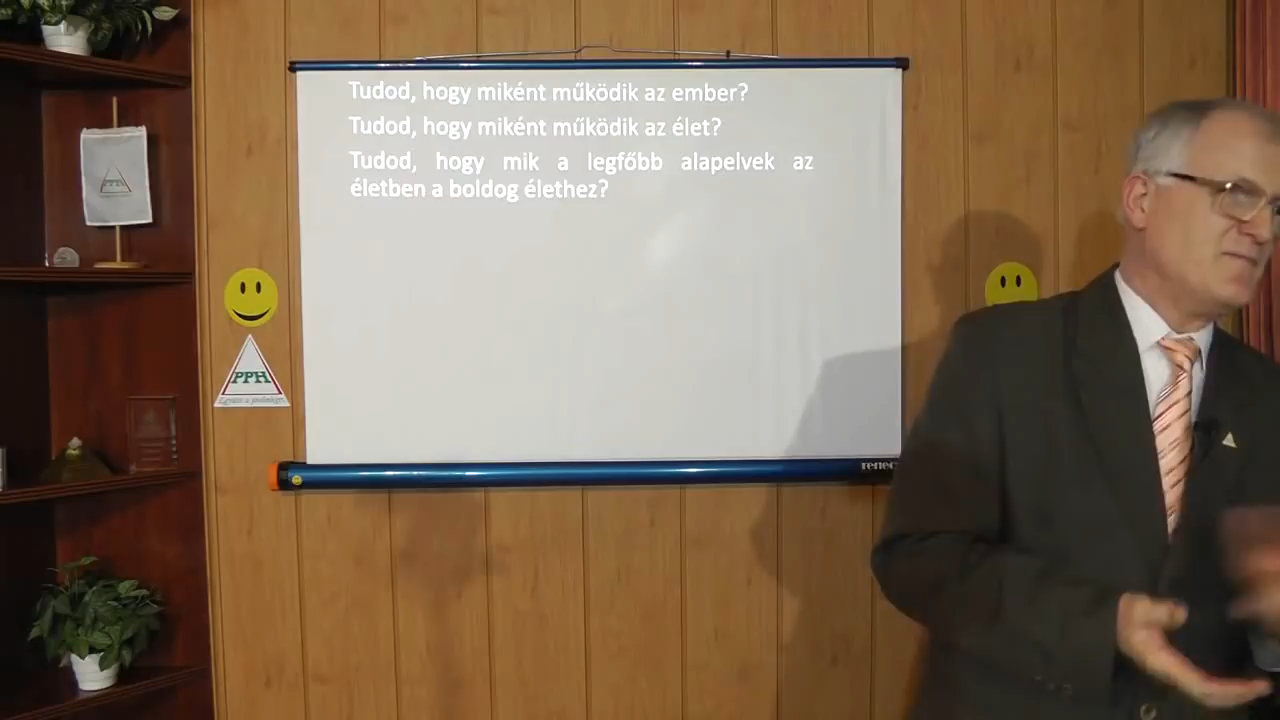 Tudod, hogy miként működik az ember?
Tudod, hogy miként működik az élet?
Tudod, hogy mik a legfőbb alapelvek az
életben a boldog élethez?
PPH
PPH